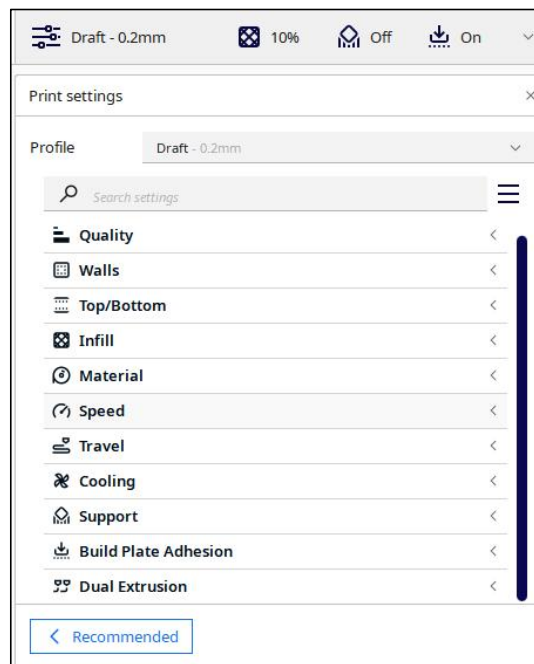 Draft - 0.2mm 10% Off On
Print settings
Profile Draft - 0.2mm
Search settings
Quality
Walls
Top/Bottom
Infill
Material
Speed
Travel
Cooling
Support
Build Plate Adhesion
Dual Extrusion
Recommended